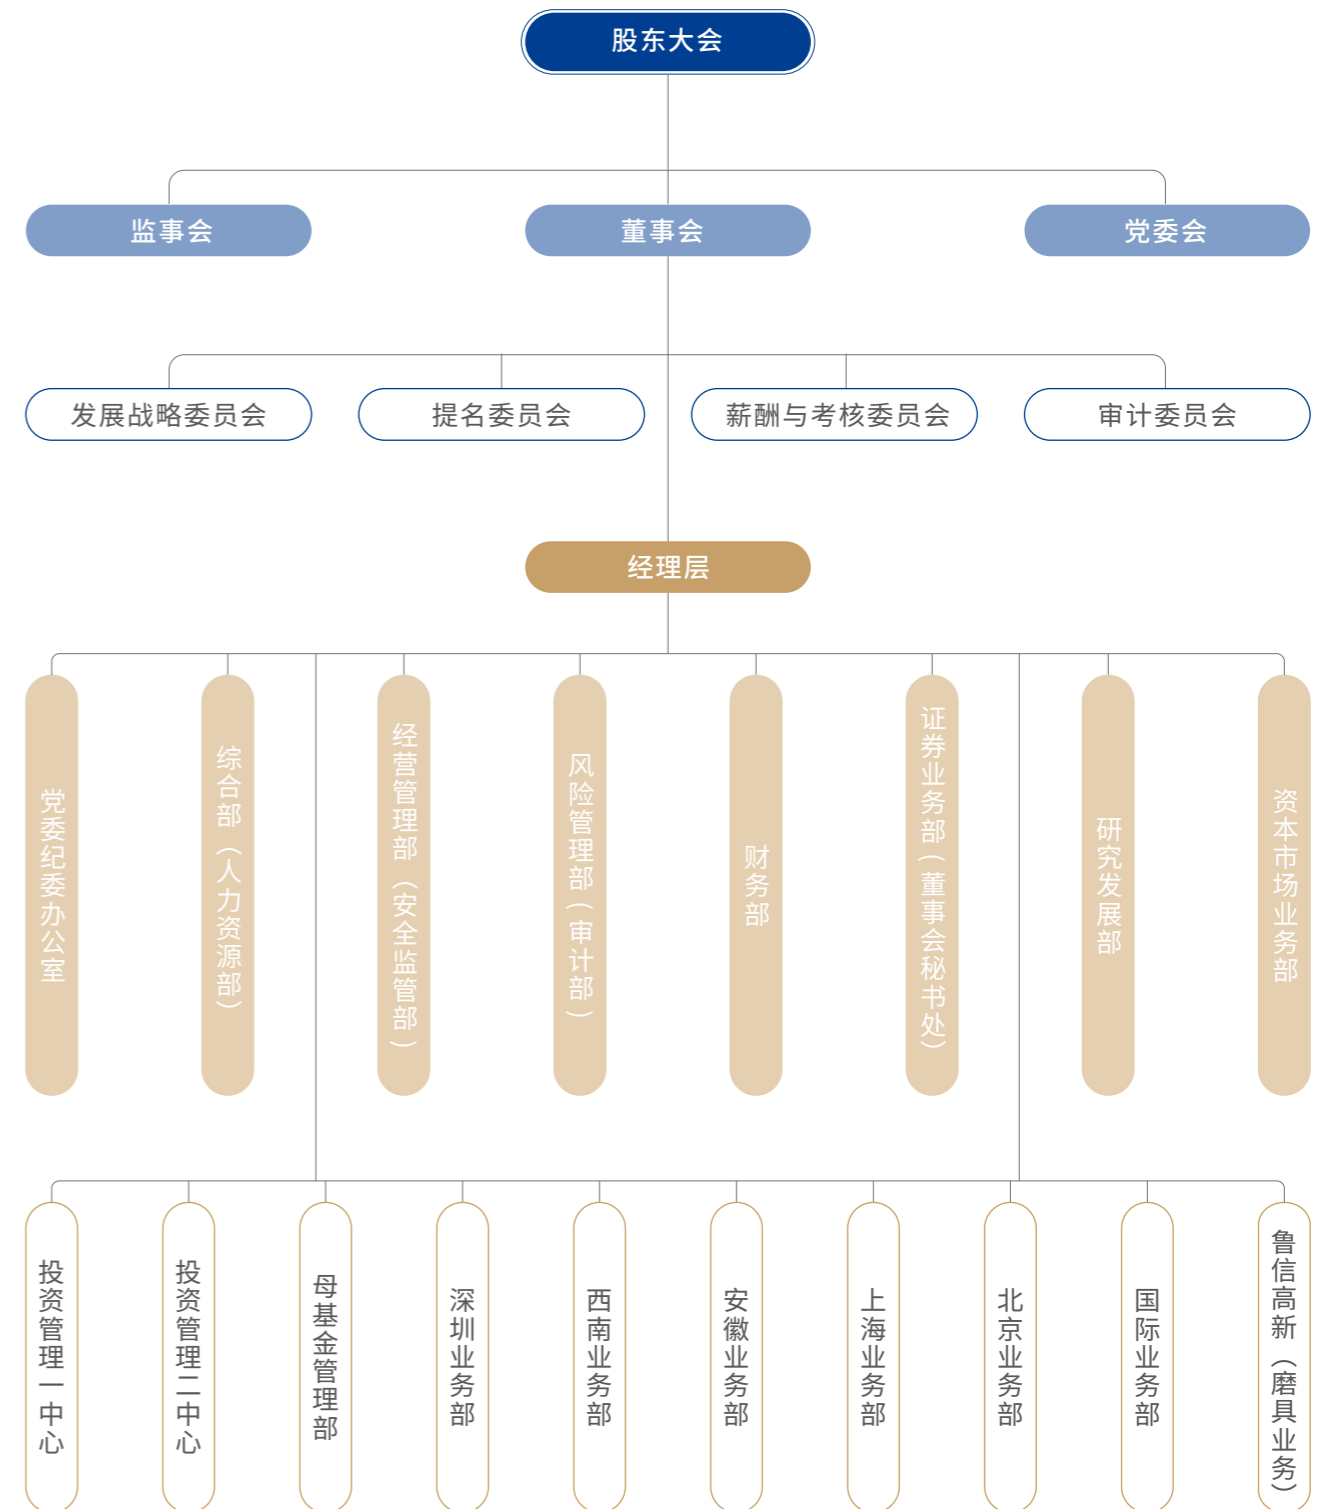 股东大会
监事会
董事会
党委会
发展战略委员会
提名委员会
薪酬与考核委员会
审计委员会
经理层
党委纪委办公室
综合部（人力资源部）
经营管理部（安全监管部）
风险管理部（审计部）
财务部
证券业务部（董事会秘书处）
研究发展部
资本市场业务部
投资管理一中心
投资管理二中心
母基金管理部
深圳业务部
西南业务部
安徽业务部
上海业务部
北京业务部
国际业务部
鲁信高新（磨具业务）